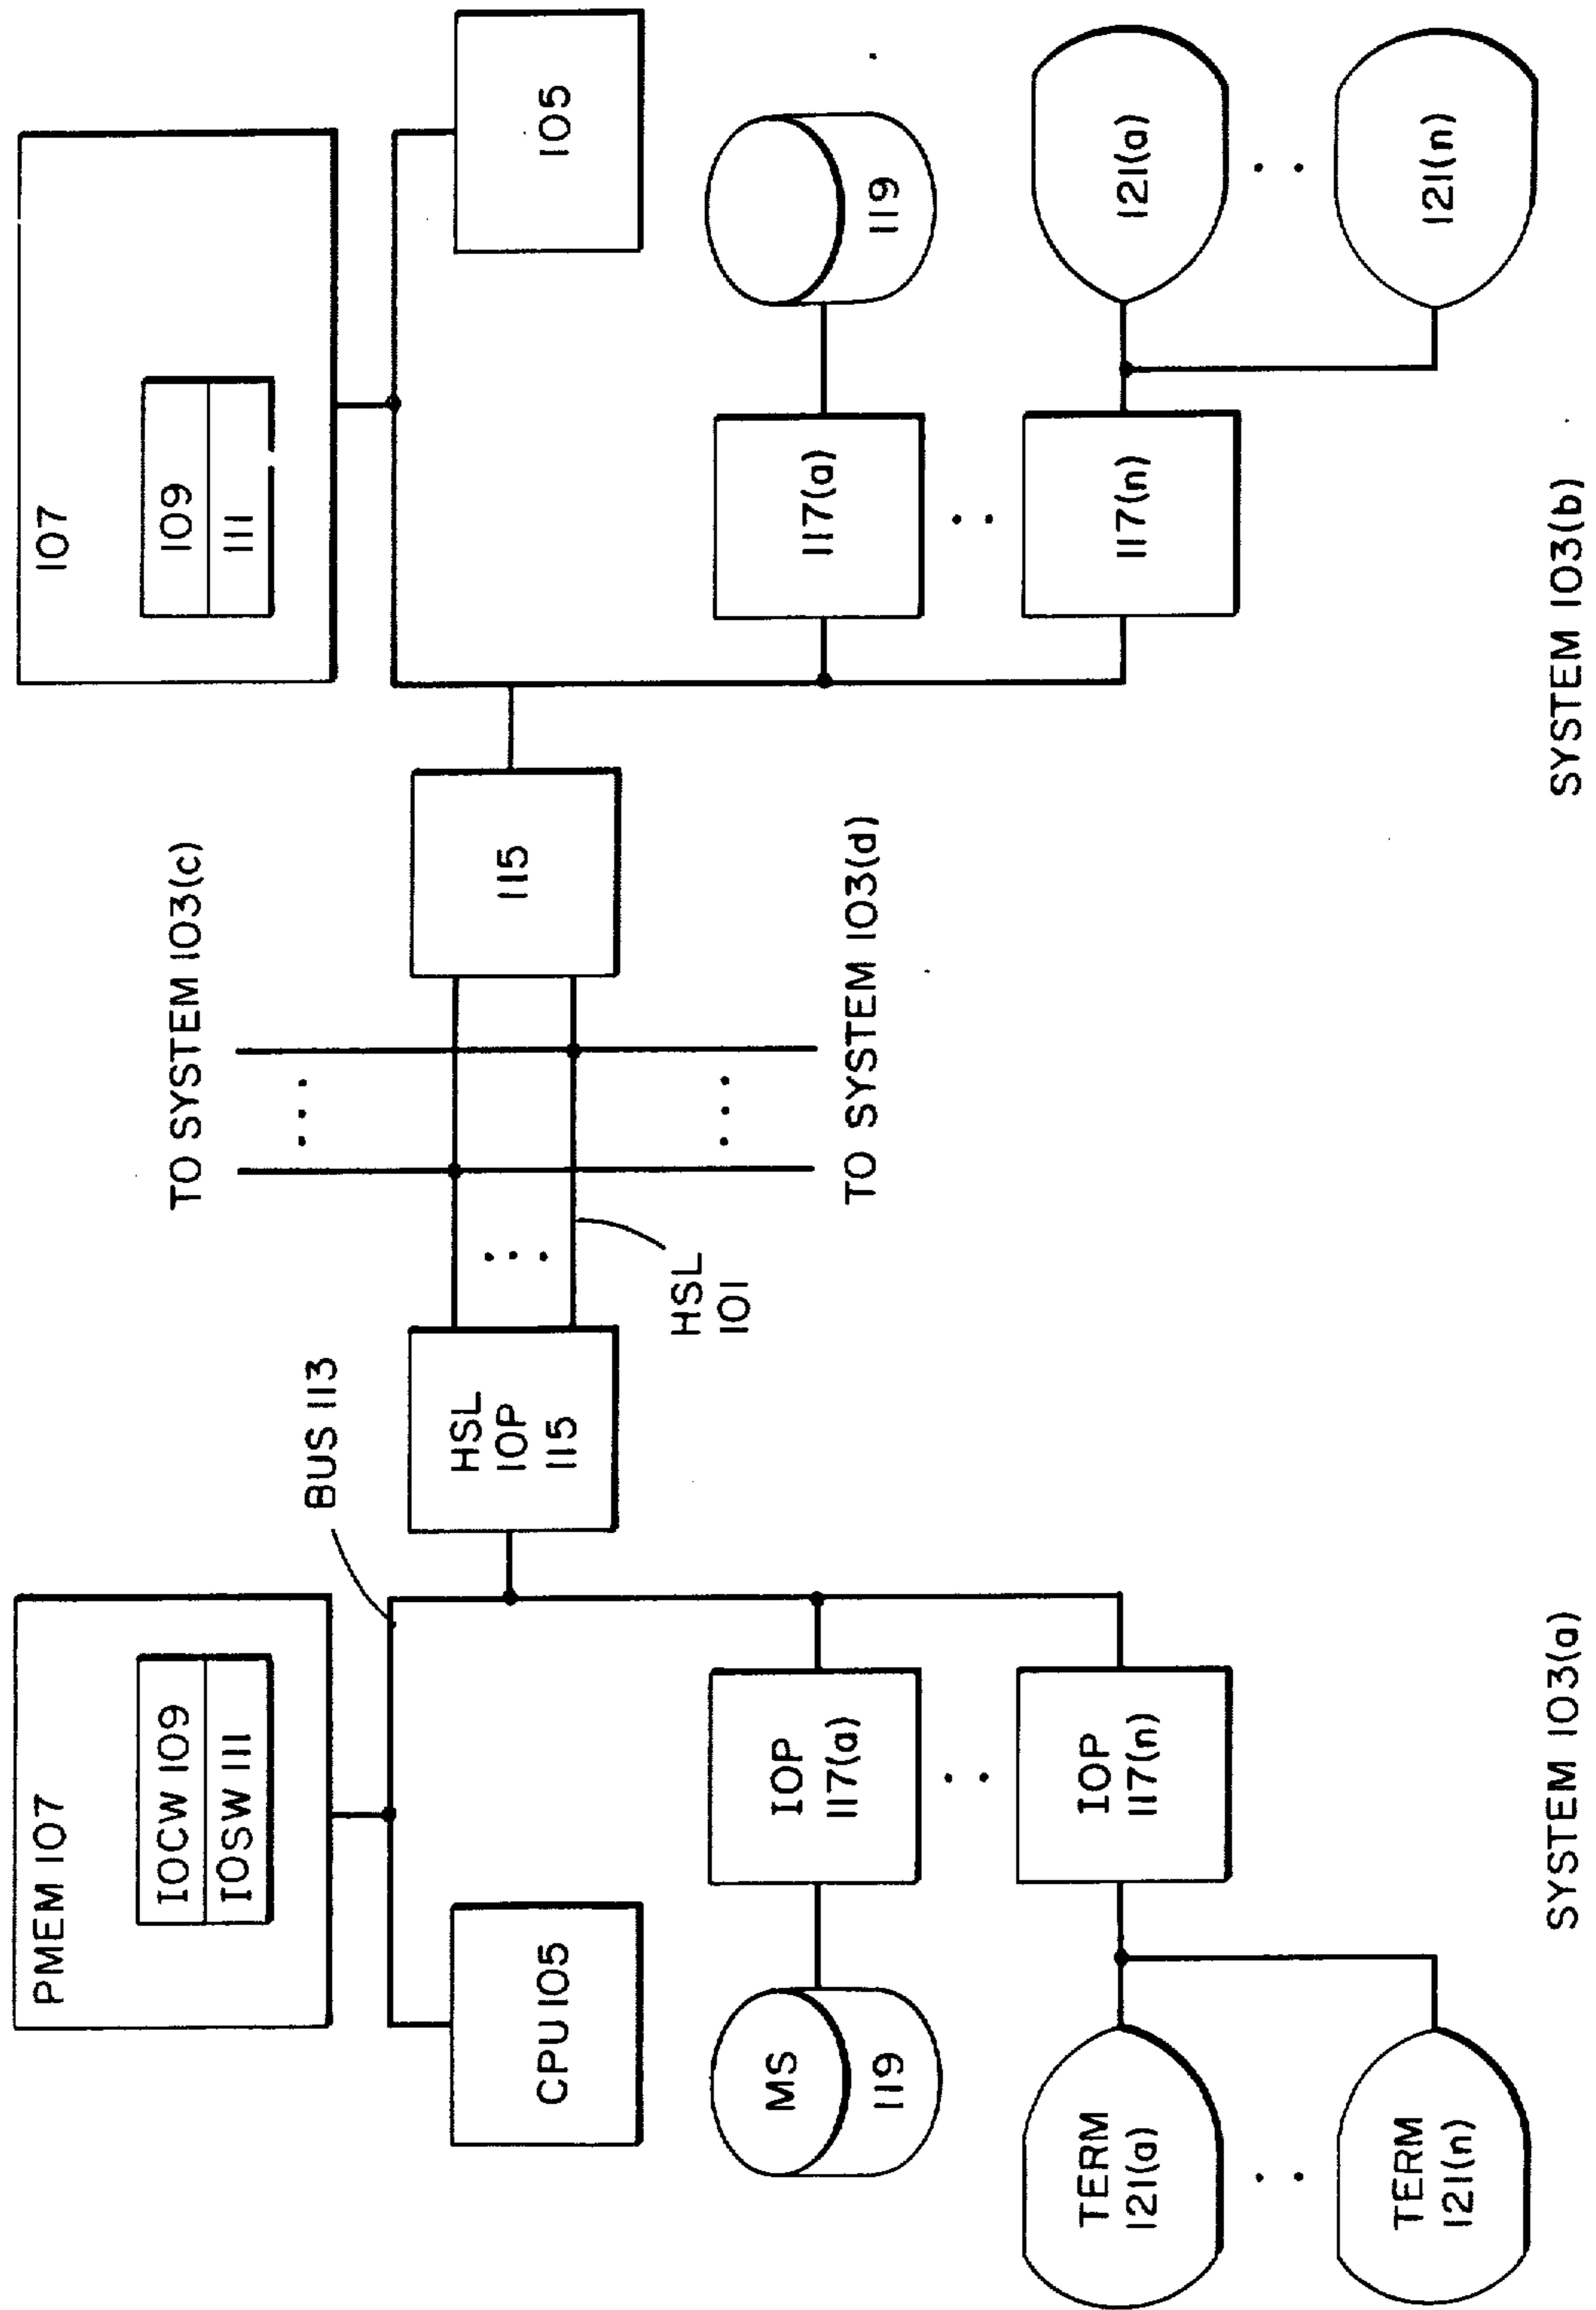 PMEM 107
IOCW 109
IOSW 111
CPU 105
BUS 113
HSL
IOP
115
HSL
101
MS
119
IOP
117(a)
TERM
121(a)
IOP
117(n)
TERM
121(n)
SYSTEM 103(a)
TO SYSTEM 103(c)
TO SYSTEM 103(d)
115
107
109
111
105
117(a)
119
117(n)
121(a)
121(n)
SYSTEM 103(b)